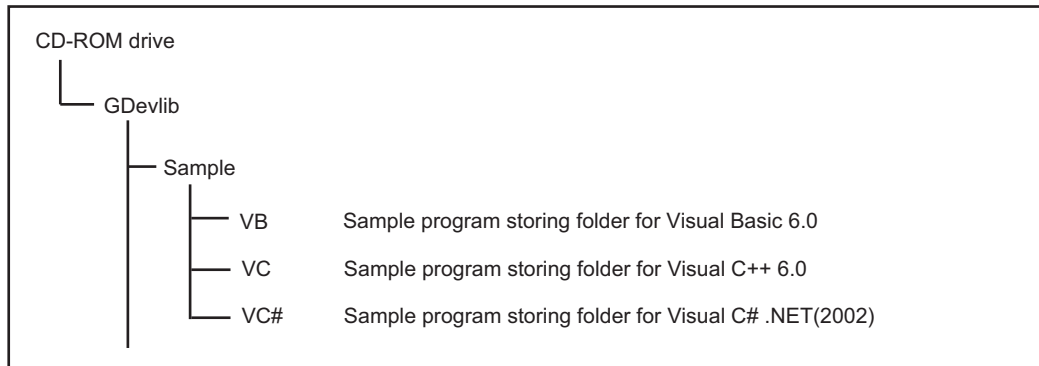 CD-ROM drive
GDevlib
Sample
VB Sample program storing folder for Visual Basic 6.0
VC Sample program storing folder for Visual C++ 6.0
VC# Sample program storing folder for Visual C# .NET(2002)